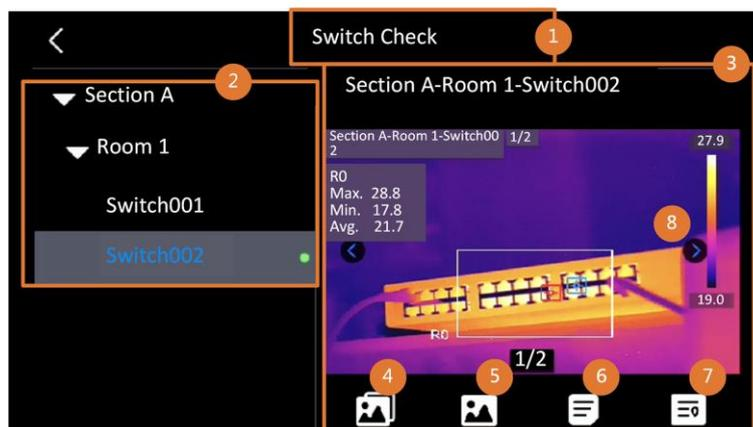 Switch Check
1
2
3
Section A
Section A-Room 1-Switch002
Room 1
Section A-Room 1-Switch00
2
1/2
27.9
R0
Max. 28.8
Min. 17.8
Avg. 21.7
Switch001
Switch002
8
19.0
R0
1/2
4
5
6
7